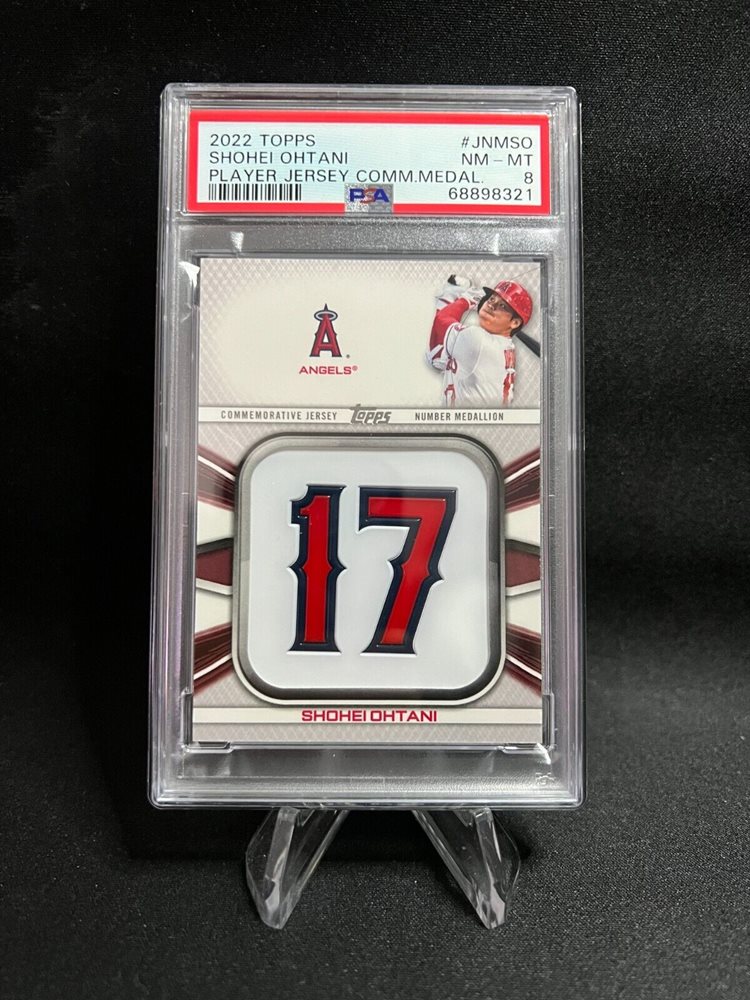 2022 TOPPS #JNMSO
SHOHEI OHTANI NM - MT
PLAYER JERSEY COMM.MEDAL. 8
PSA 68898321
A
ANGELS®
COMMEMORATIVE JERSEY Topps NUMBER MEDALLION
17
SHOHEI OHTANI